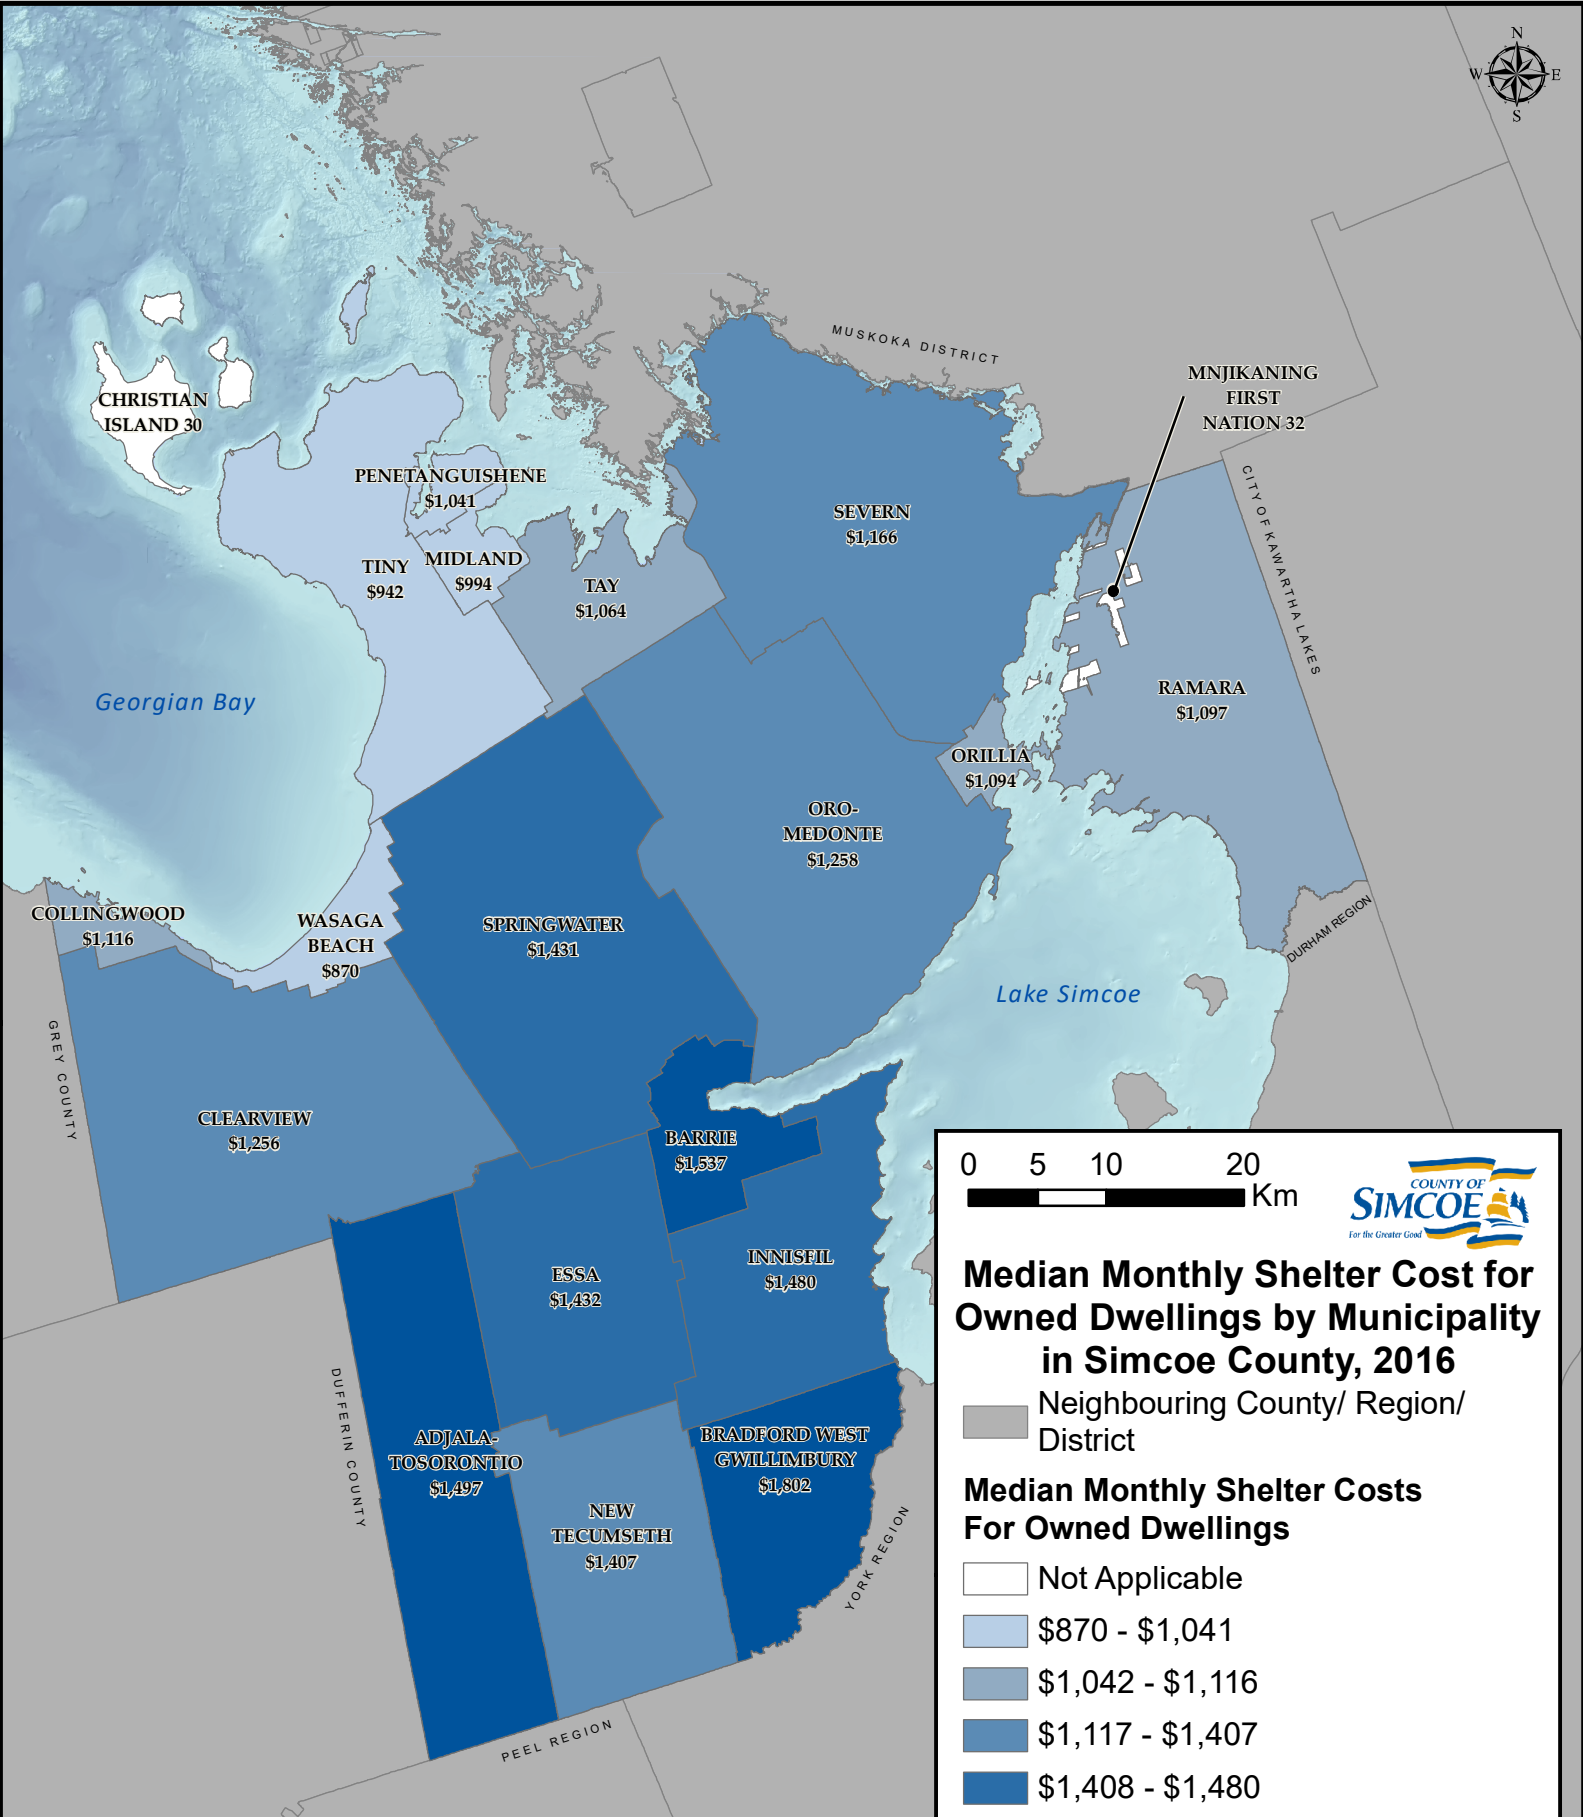 N
W E
S
MUSKOKA DISTRICT
MNJIKANING
FIRST
NATION 32
CHRISTIAN
ISLAND 30
PENETANGUISHENE
$1,041
CITY OF KAWARTHA LAKES
SEVERN
$1,166
MIDLAND
$994
TINY
$942
TAY
$1,064
Georgian Bay
RAMARA
$1,097
ORILLIA
$1,094
ORO-
MEDONTE
$1,258
COLLINGWOOD
$1,116
WASAGA
BEACH
$870
SPRINGWATER
$1,431
DURHAM REGION
Lake Simcoe
GREY COUNTY
CLEARVIEW
$1,256
BARRIE
$1,537
INNISFIL
$1,480
ESSA
$1,432
DUFFERIN COUNTY
ADJALA-
TOSORONTIO
$1,497
BRADFORD WEST
GWILLIMBURY
$1,802
NEW
TECUMSETH
$1,407
YORK REGION
PEEL REGION
0 5 10 20
Km
COUNTY OF
SIMCOE
For the Greater Good
Median Monthly Shelter Cost for
Owned Dwellings by Municipality
in Simcoe County, 2016
Neighbouring County/ Region/
District
Median Monthly Shelter Costs
For Owned Dwellings
Not Applicable
$870 - $1,041
$1,042 - $1,116
$1,117 - $1,407
$1,408 - $1,480